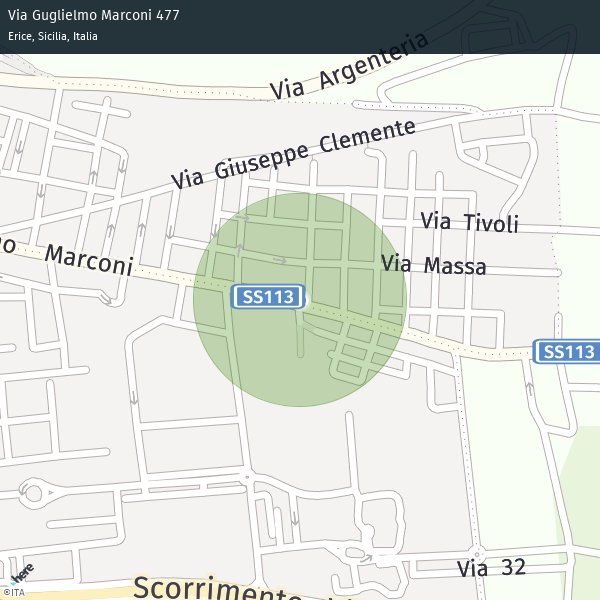 Via Guglielmo Marconi 477
Erice, Sicilia, Italia
Via Argenteria
Via Giuseppe Clemente
Via Tivoli
Marconi
Via Massa
SS113
SS113
Via 32
Scorrimento
here
©ITA